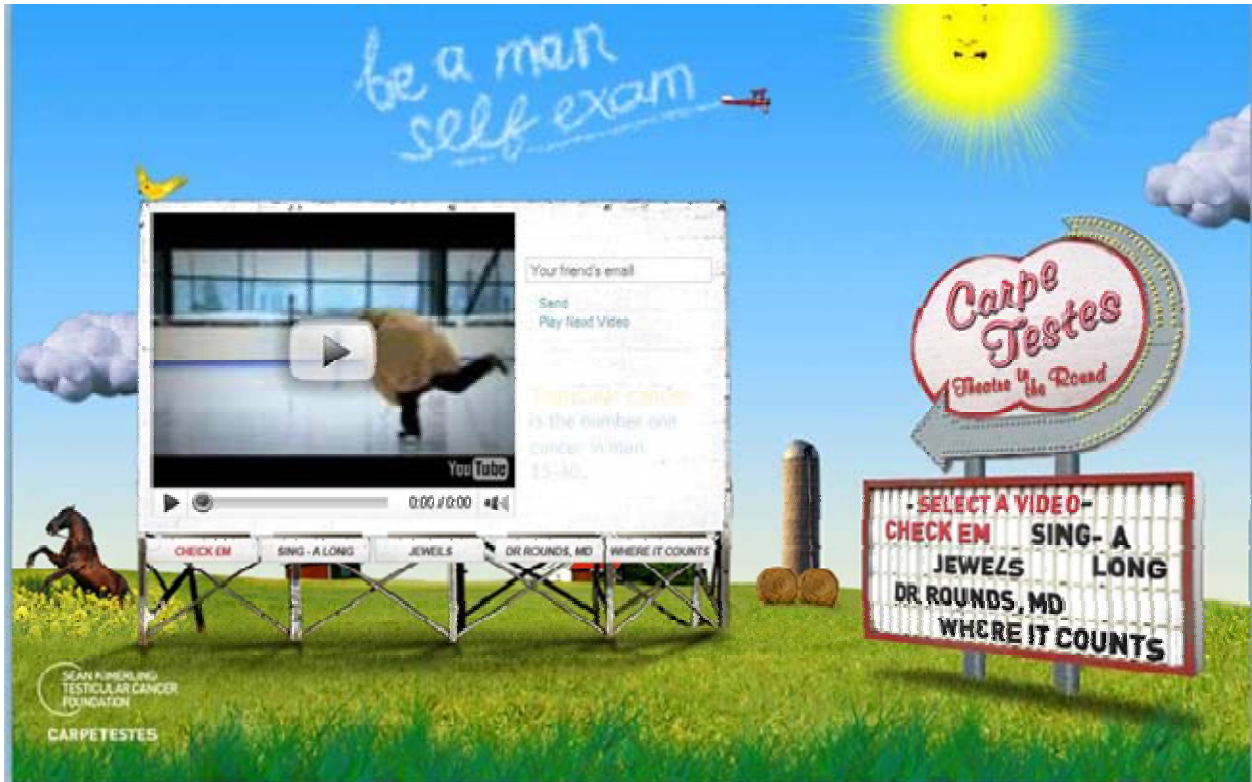 be a man
self exam
Your friend's email
Send
Play Next Video
Testicular cancer
is the number one
cancer in men
15-40.
YouTube
0:00 / 0:00
CHECK EM
SING - A LONG
JEWELS
DR ROUNDS, MD
WHERE IT COUNTS
Carpe
Testes
Theatre in the Round
-SELECT A VIDEO-
CHECK EM SING- A
JEWELS LONG
DR ROUNDS, MD
WHERE IT COUNTS
SEAN KIMERLING
TESTICULAR CANCER
FOUNDATION
CARPETESTES